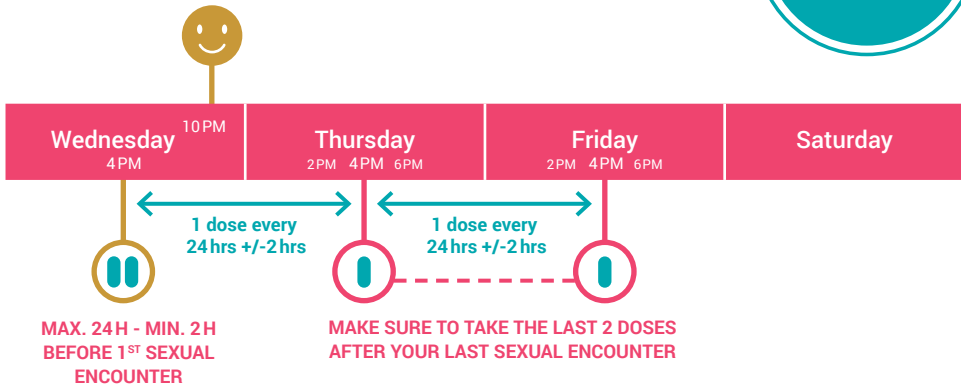 10PM
Wednesday Thursday Friday Saturday
4PM 2PM 4PM 6PM 2PM 4PM 6PM
1 dose every
24hrs +/-2hrs
1 dose every
24hrs +/-2hrs
MAX. 24H - MIN. 2H
BEFORE 1ST SEXUAL
ENCOUNTER
MAKE SURE TO TAKE THE LAST 2 DOSES
AFTER YOUR LAST SEXUAL ENCOUNTER